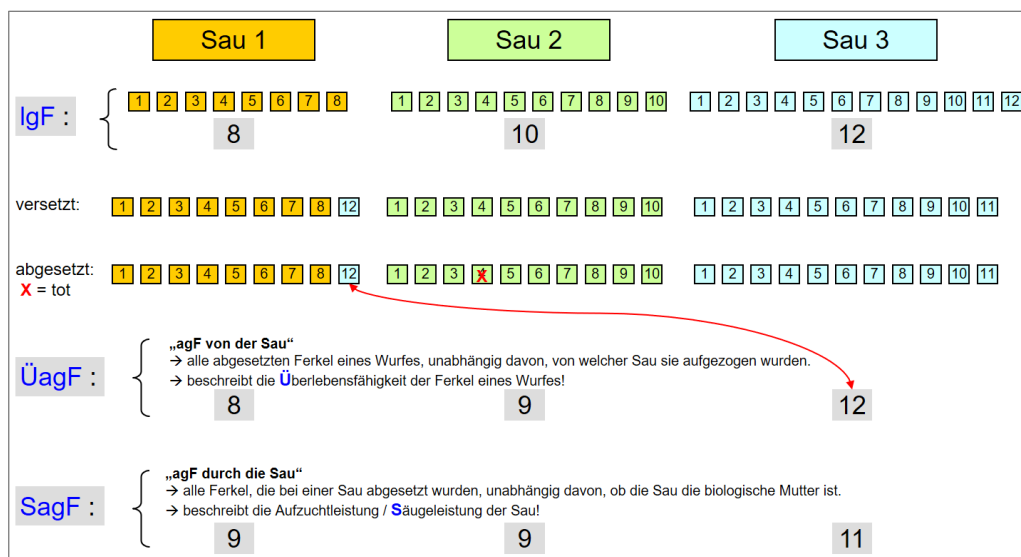 Sau 1 Sau 2 Sau 3
lgF :
1 2 3 4 5 6 7 8 1 2 3 4 5 6 7 8 9 10 1 2 3 4 5 6 7 8 9 10 11 12
8 10 12
versetzt: 1 2 3 4 5 6 7 8 12 1 2 3 4 5 6 7 8 9 10 1 2 3 4 5 6 7 8 9 10 11
abgesetzt: 1 2 3 4 5 6 7 8 12 1 2 3 4 5 6 7 8 9 10 1 2 3 4 5 6 7 8 9 10 11
X = tot
„agF von der Sau“
→ alle abgesetzten Ferkel eines Wurfes, unabhängig davon, von welcher Sau sie aufgezogen wurden.
ÜagF : → beschreibt die Überlebensfähigkeit der Ferkel eines Wurfes!
8 9 12
„agF durch die Sau“
→ alle Ferkel, die bei einer Sau abgesetzt wurden, unabhängig davon, ob die Sau die biologische Mutter ist.
SagF : → beschreibt die Aufzuchtleistung / Säugeleistung der Sau!
9 9 11